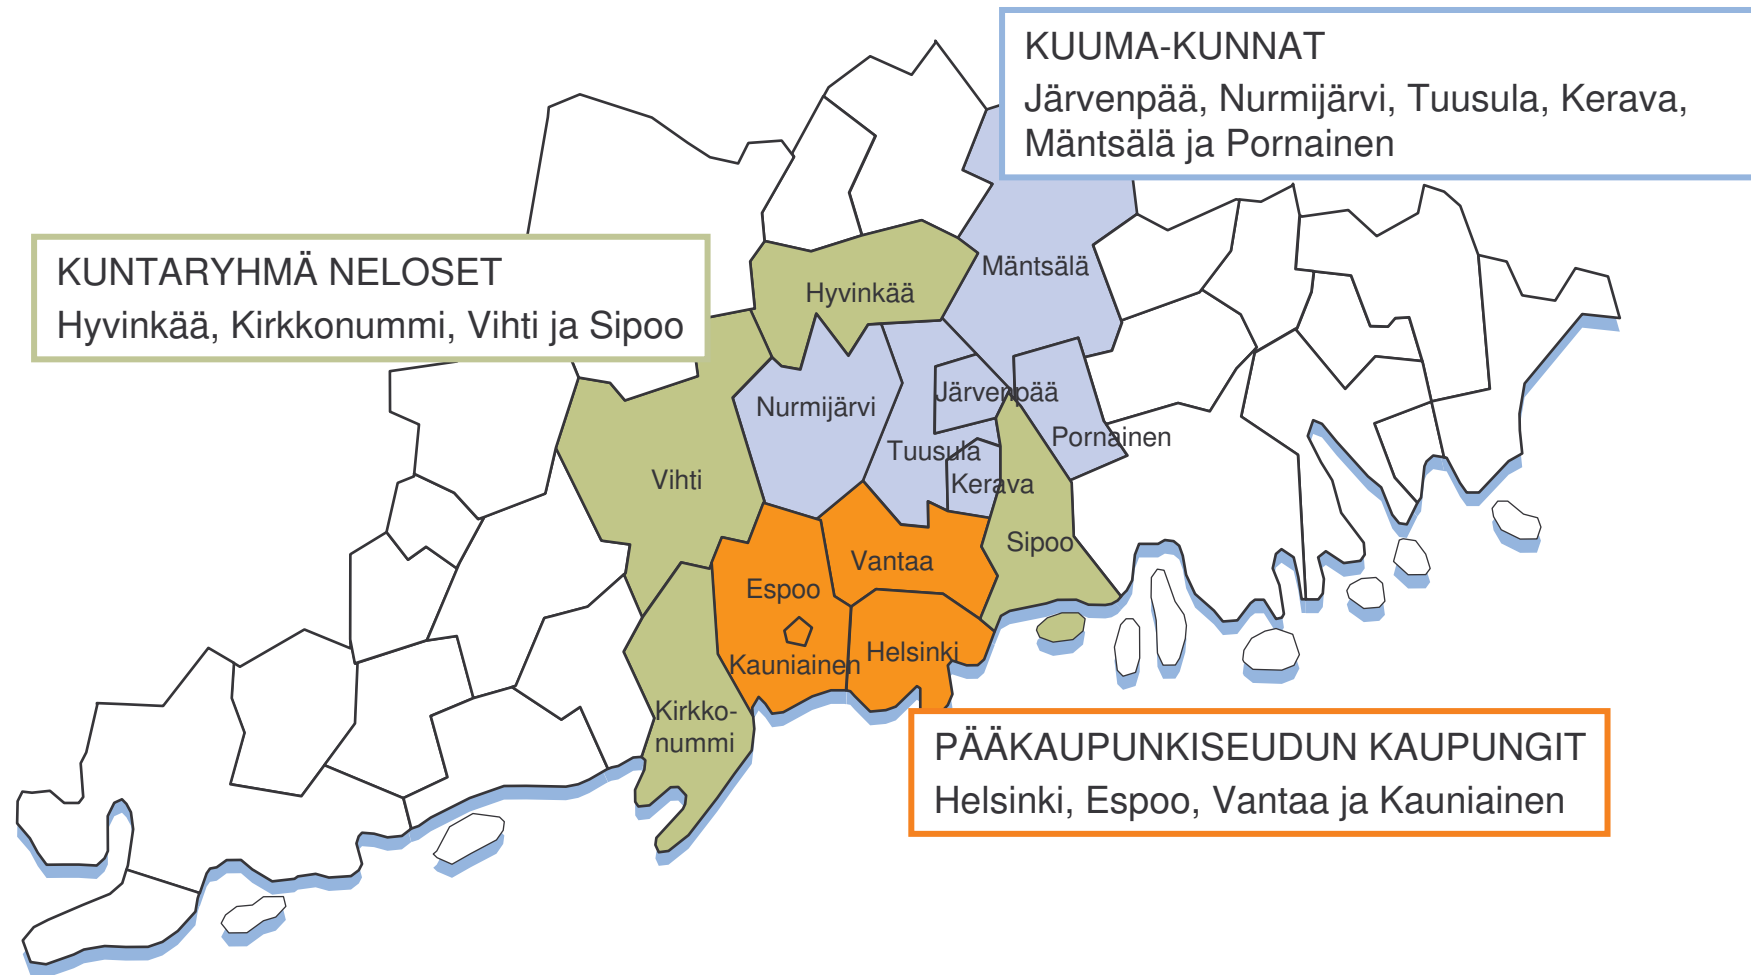 KUUMA-KUNNAT
Järvenpää, Nurmijärvi, Tuusula, Kerava,
Mäntsälä ja Pornainen
KUNTARYHMÄ NELOSET
Hyvinkää, Kirkkonummi, Vihti ja Sipoo
Mäntsälä
Hyvinkää
Järvenpää
Nurmijärvi
Pornainen
Tuusula
Vihti
Kerava
Sipoo
Vantaa
Espoo
Helsinki
Kauniainen
Kirkko-
nummi
PÄÄKAUPUNKISEUDUN KAUPUNGIT
Helsinki, Espoo, Vantaa ja Kauniainen